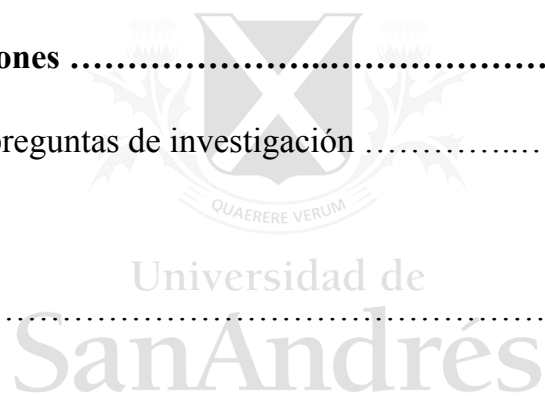 ones …………………..………………
preguntas de investigación …………..…
QUAERERE VERUM
Universidad de
………………………………………………
SanAndrés